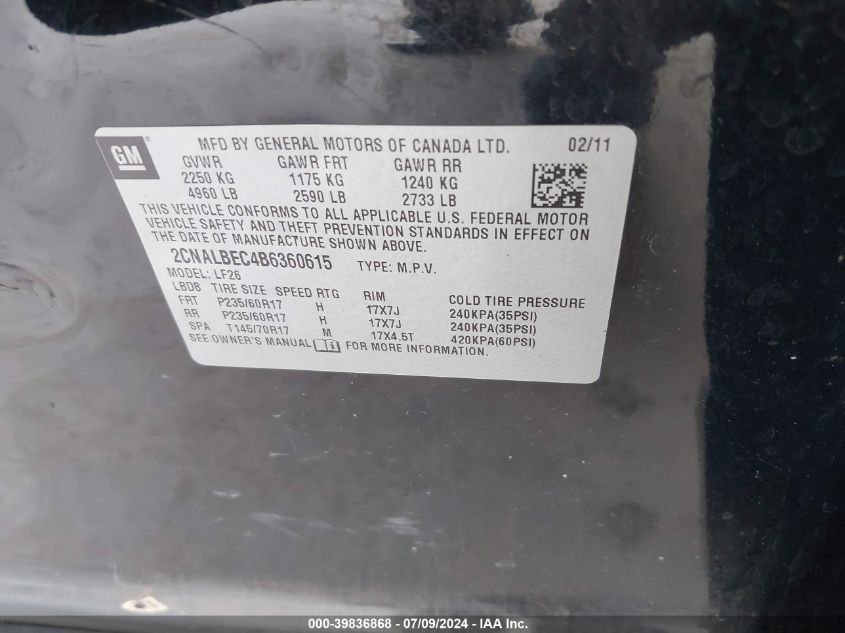 GM
MFD BY GENERAL MOTORS OF CANADA LTD. 02/11
GVWR GAWR FRT GAWR RR
2250 KG 1175 KG 1240 KG
4960 LB 2590 LB 2733 LB
THIS VEHICLE CONFORMS TO ALL APPLICABLE U.S. FEDERAL MOTOR
VEHICLE SAFETY AND THEFT PREVENTION STANDARDS IN EFFECT ON
THE DATE OF MANUFACTURE SHOWN ABOVE.
2CNALBEC4B6360615 TYPE: M.P.V.
MODEL: LF26
LBDB TIRE SIZE SPEED RTG RIM COLD TIRE PRESSURE
FRT P235/60R17 H 17X7J 240KPA(35PSI)
RR P235/60R17 H 17X7J 240KPA(35PSI)
SPA T145/70R17 M 17X4.5T 420KPA(60PSI)
SEE OWNER'S MANUAL FOR MORE INFORMATION.
000-39836868 - 07/09/2024 - IAA Inc.